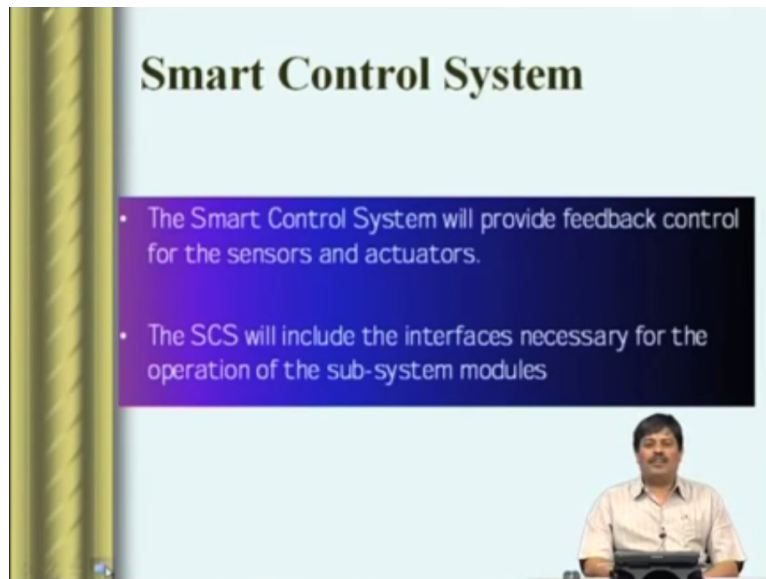 Smart Control System
• The Smart Control System will provide feedback control
for the sensors and actuators.
• The SCS will include the interfaces necessary for the
operation of the sub-system modules